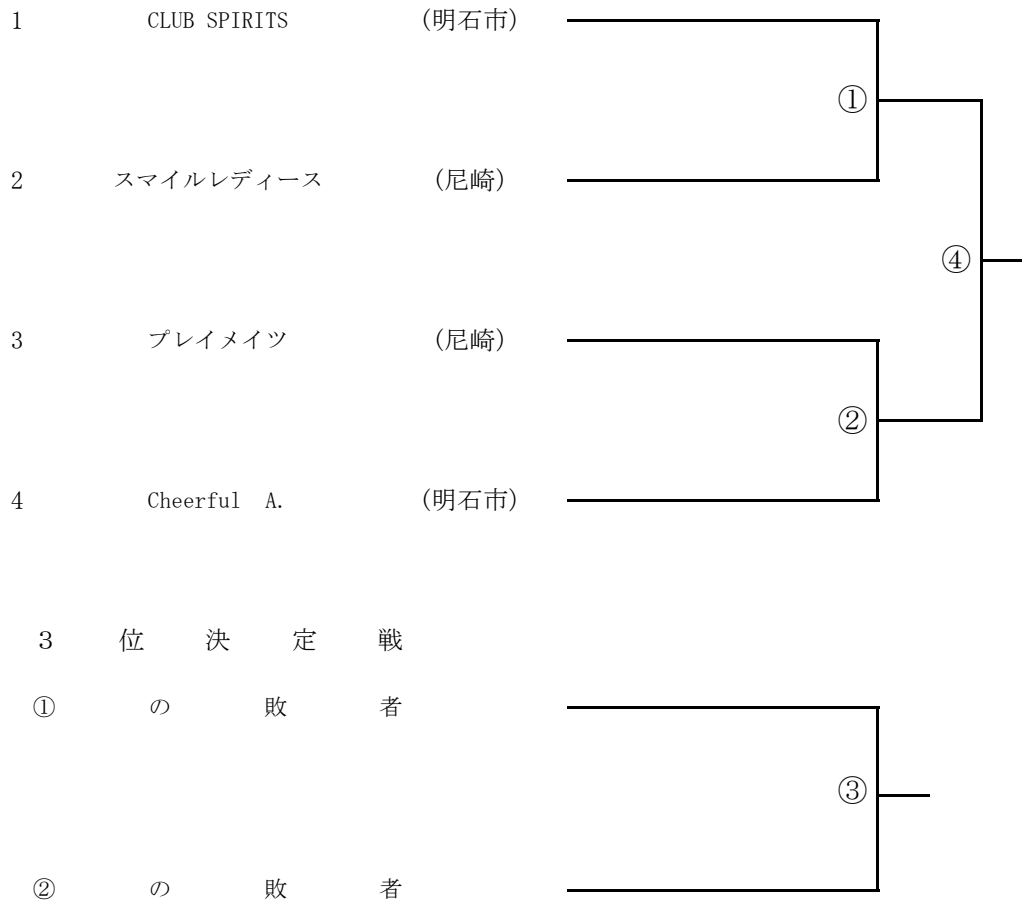 1 CLUB SPIRITS (明石市)
①
2 スマイルレディース (尼崎)
④
3 プレイメイツ (尼崎)
②
4 Cheerful A. (明石市)
3位決定戦
①の敗者
③
②の敗者